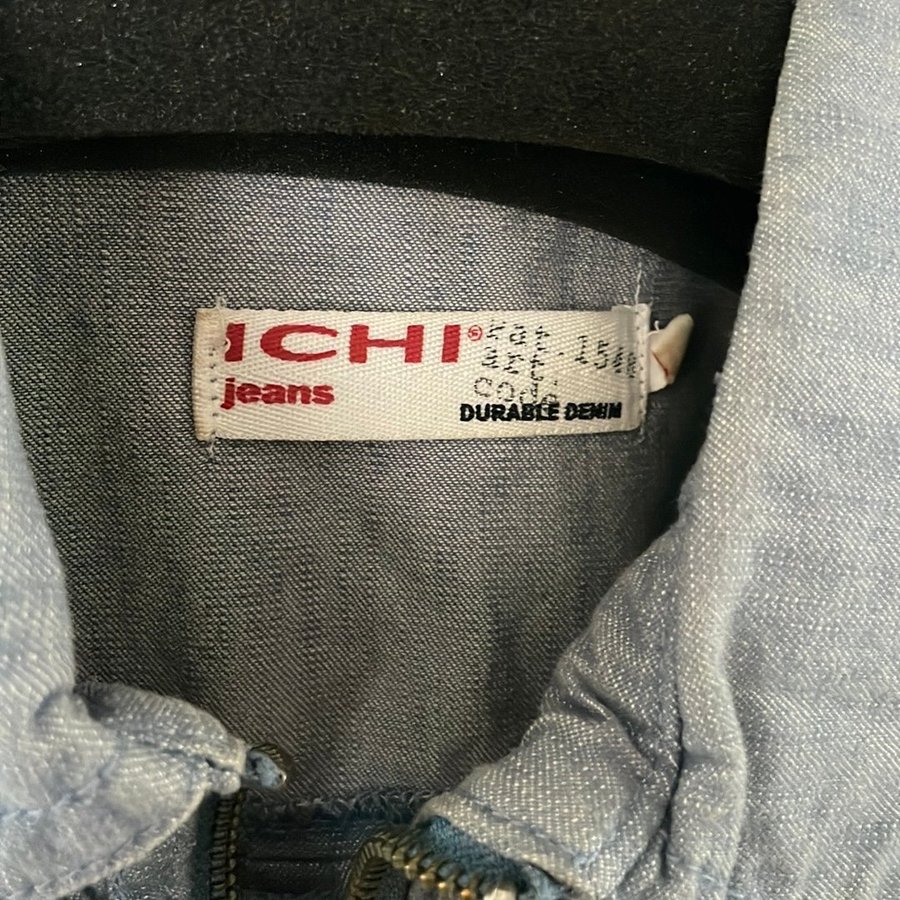 ICHI®
jeans
art.
code
DURABLE DENIM